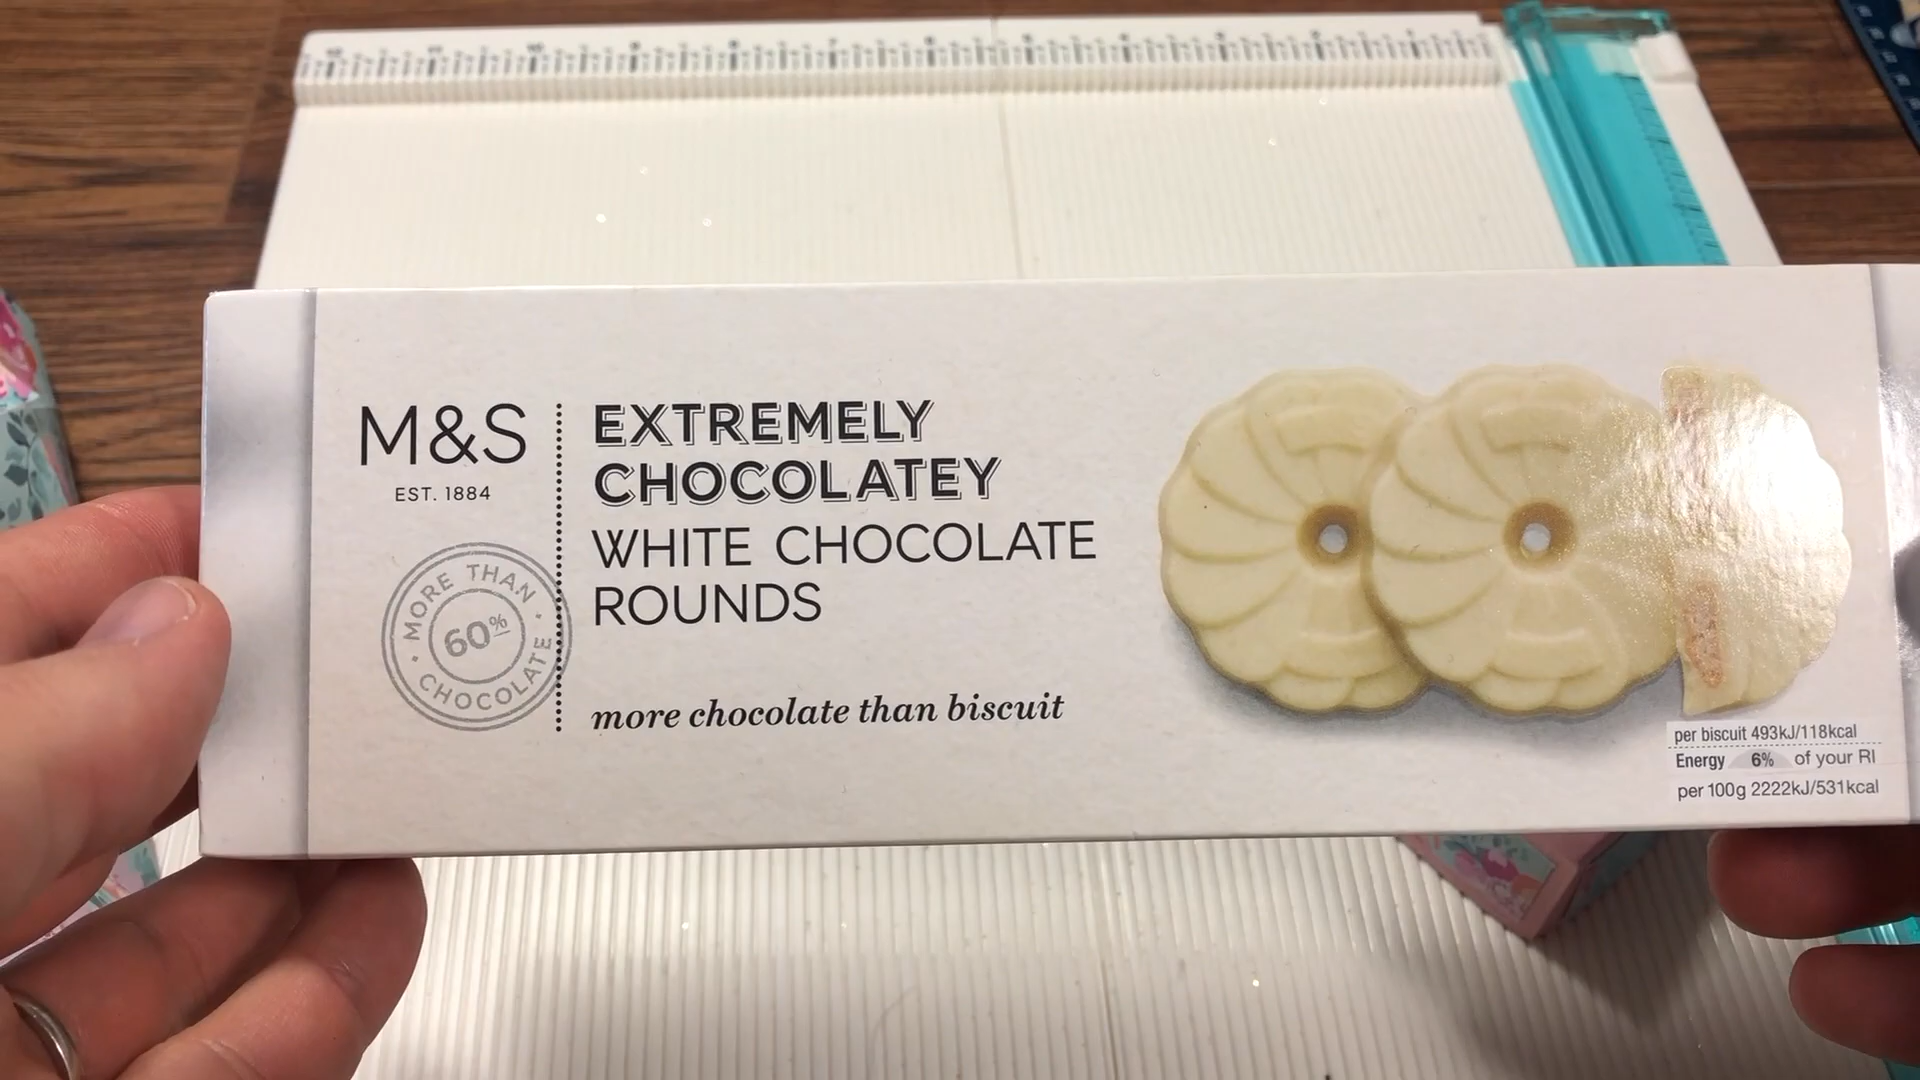 M&S
EST. 1884
MORE THAN
60%
CHOCOLATE
EXTREMELY
CHOCOLATEY
WHITE CHOCOLATE
ROUNDS
more chocolate than biscuit
per biscuit 493kJ/118kcal
Energy 6% of your RI
per 100g 2222kJ/531kcal